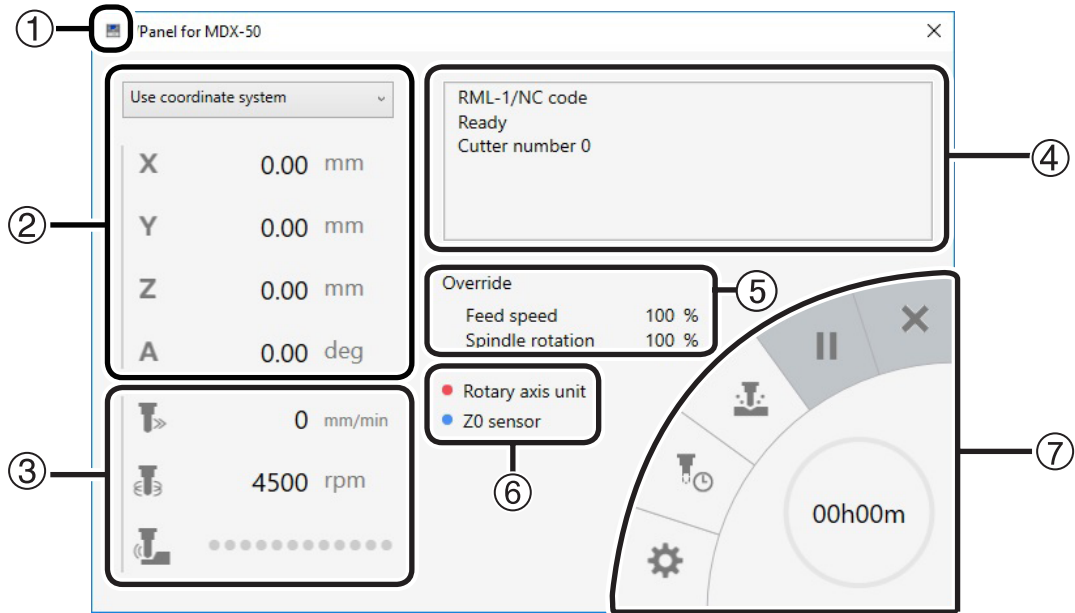 ①
/Panel for MDX-50
②
Use coordinate system
X 0.00 mm
Y 0.00 mm
Z 0.00 mm
A 0.00 deg
③
0 mm/min
4500 rpm
④
RML-1/NC code
Ready
Cutter number 0
⑤
Override
Feed speed 100 %
Spindle rotation 100 %
⑥
Rotary axis unit
Z0 sensor
⑦
00h00m